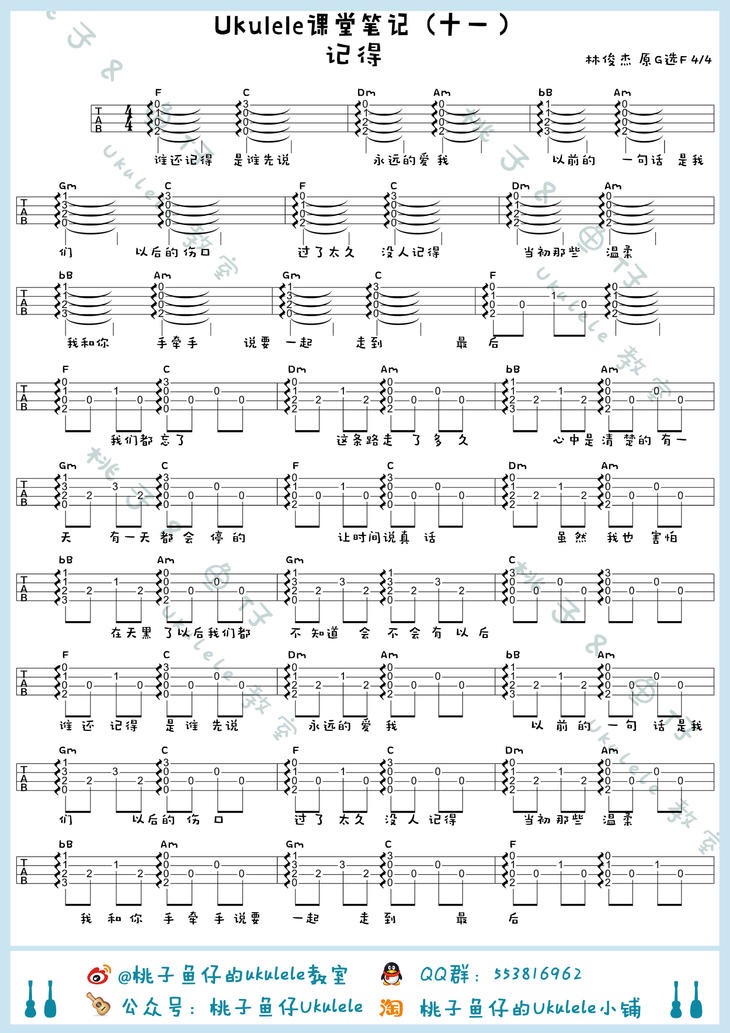 Ukulele课堂笔记（十一）
记得
林俊杰 原G选F 4/4
F C Dm Am bB Am
谁还记得 是谁先说 永远的爱我 以前的 一句话 是我
Gm C F C Dm Am
们 以后的伤口 过了太久 没人记得 当初那些 温柔
bB Am Gm C F
我和你 手牵手 说要一起 走到 最后
F C Dm Am bB Am
我们都忘了 这条路走了多久 心中是清楚的 有一
Gm C F C Dm Am
天 有一天都会停的 让时间说真话 虽然我也害怕
bB Am Gm C
在天黑了以后我们都 不知道会不会有以后
F C Dm Am bB Am
谁还记得 是谁先说 永远的爱我 以前的一句话是我
Gm C F C Dm Am
们 以后的伤口 过了太久 没人记得 当初那些 温柔
bB Am Gm C F
我和你 手牵手说要 一起 走到 最后
@桃子鱼仔的ukulele教室 QQ群：553816962
公众号：桃子鱼仔Ukulele 淘 桃子鱼仔的Ukulele小铺